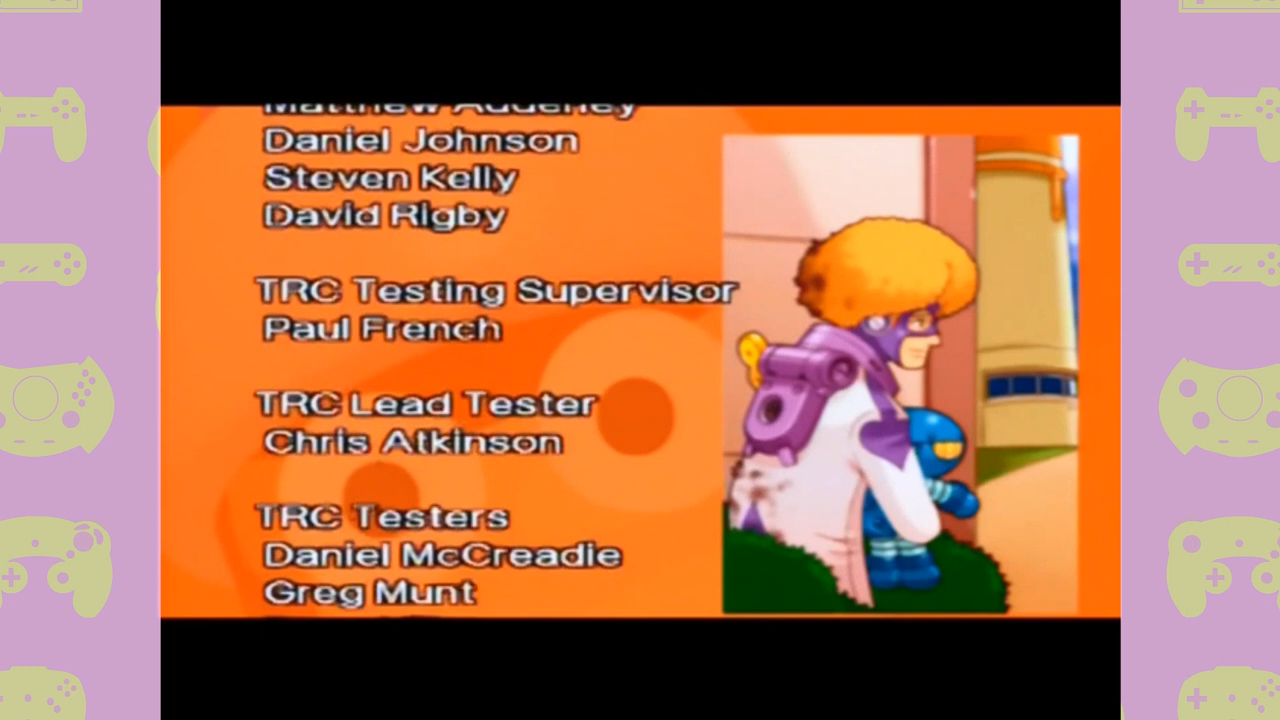 Daniel Johnson
Steven Kelly
David Rigby
TRC Testing Supervisor
Paul French
TRC Lead Tester
Chris Atkinson
TRC Testers
Daniel McCreadie
Greg Munt